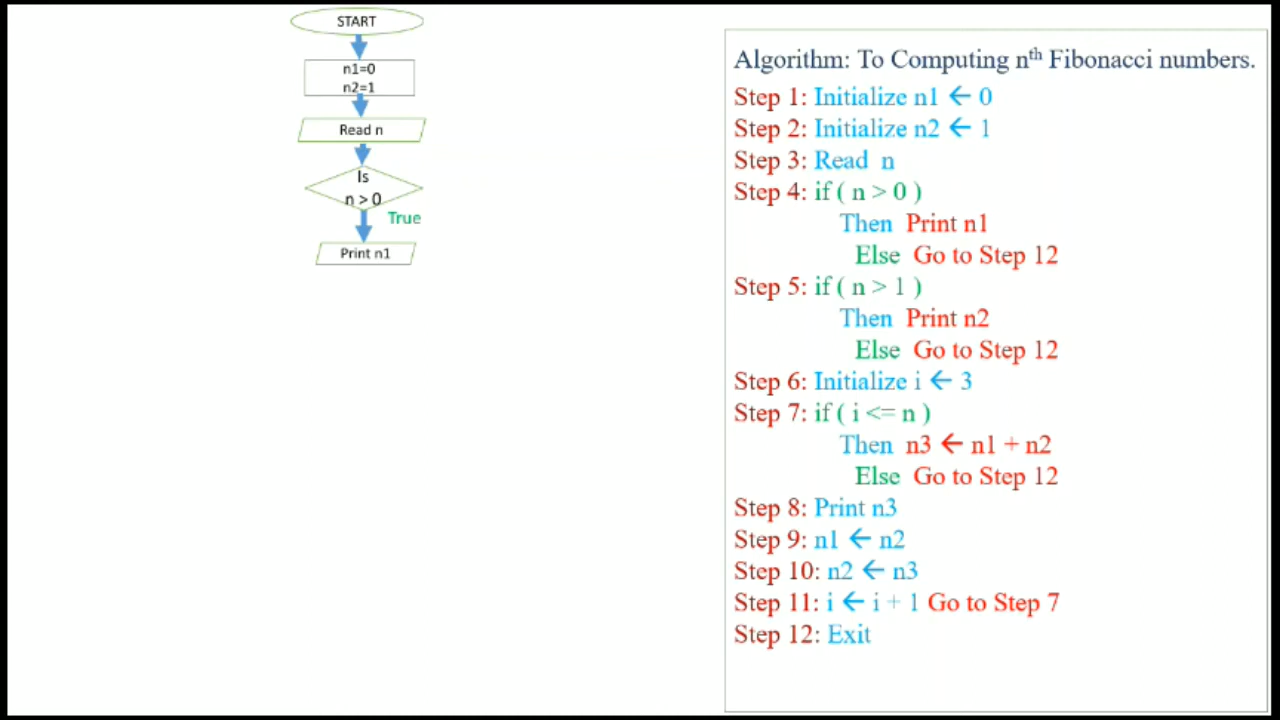 START
n1=0
n2=1
Read n
Is
n > 0
True
Print n1
Algorithm: To Computing nth Fibonacci numbers.
Step 1: Initialize n1 ← 0
Step 2: Initialize n2 ← 1
Step 3: Read n
Step 4: if ( n > 0 )
Then Print n1
Else Go to Step 12
Step 5: if ( n > 1 )
Then Print n2
Else Go to Step 12
Step 6: Initialize i ← 3
Step 7: if ( i <= n )
Then n3 ← n1 + n2
Else Go to Step 12
Step 8: Print n3
Step 9: n1 ← n2
Step 10: n2 ← n3
Step 11: i ← i + 1 Go to Step 7
Step 12: Exit